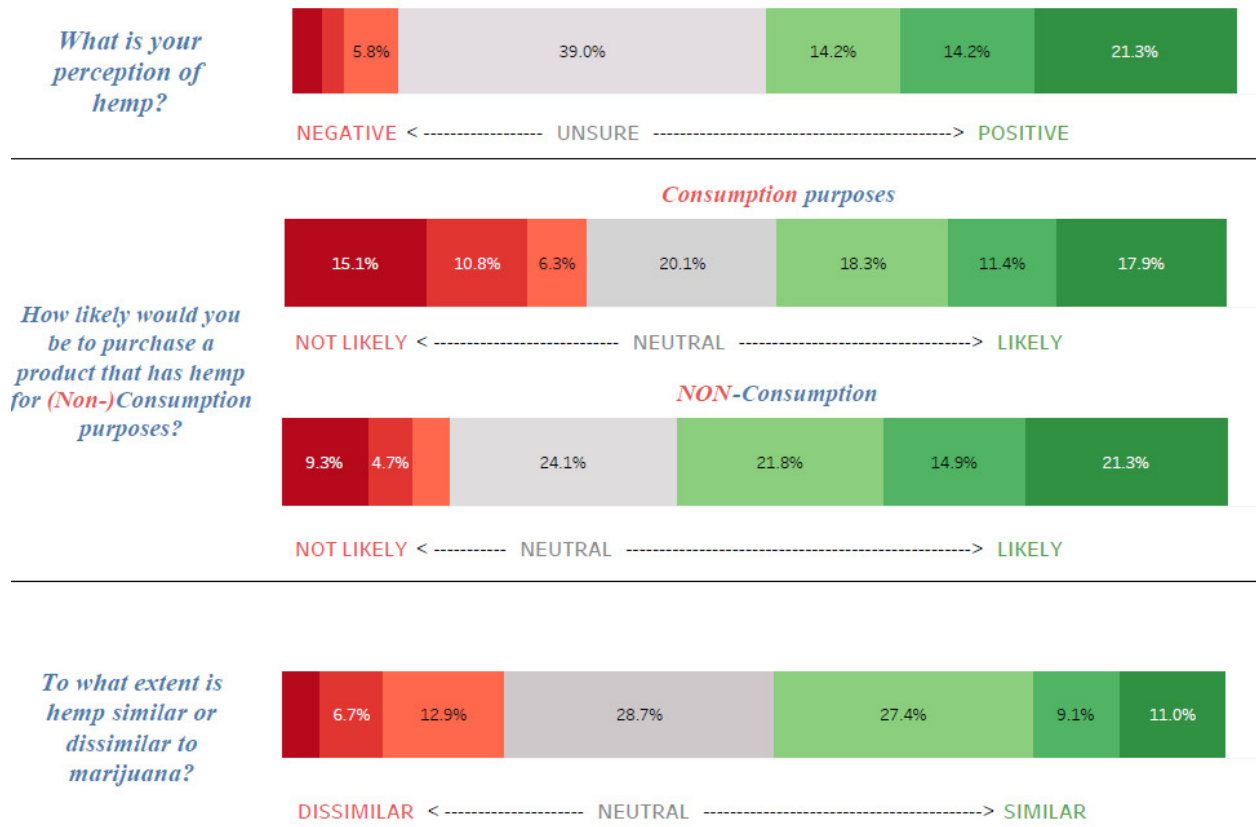 What is your
perception of
hemp?
5.8% 39.0% 14.2% 14.2% 21.3%
NEGATIVE < ------------------ UNSURE ----------------------------------------------> POSITIVE
Consumption purposes
15.1% 10.8% 6.3% 20.1% 18.3% 11.4% 17.9%
NOT LIKELY < ---------------------------- NEUTRAL -----------------------------------> LIKELY
How likely would you
be to purchase a
product that has hemp
for (Non-)Consumption
purposes?
NON-Consumption
9.3% 4.7% 24.1% 21.8% 14.9% 21.3%
NOT LIKELY < ----------- NEUTRAL ----------------------------------------------------> LIKELY
To what extent is
hemp similar or
dissimilar to
marijuana?
6.7% 12.9% 28.7% 27.4% 9.1% 11.0%
DISSIMILAR < --------------------- NEUTRAL ------------------------------------------> SIMILAR